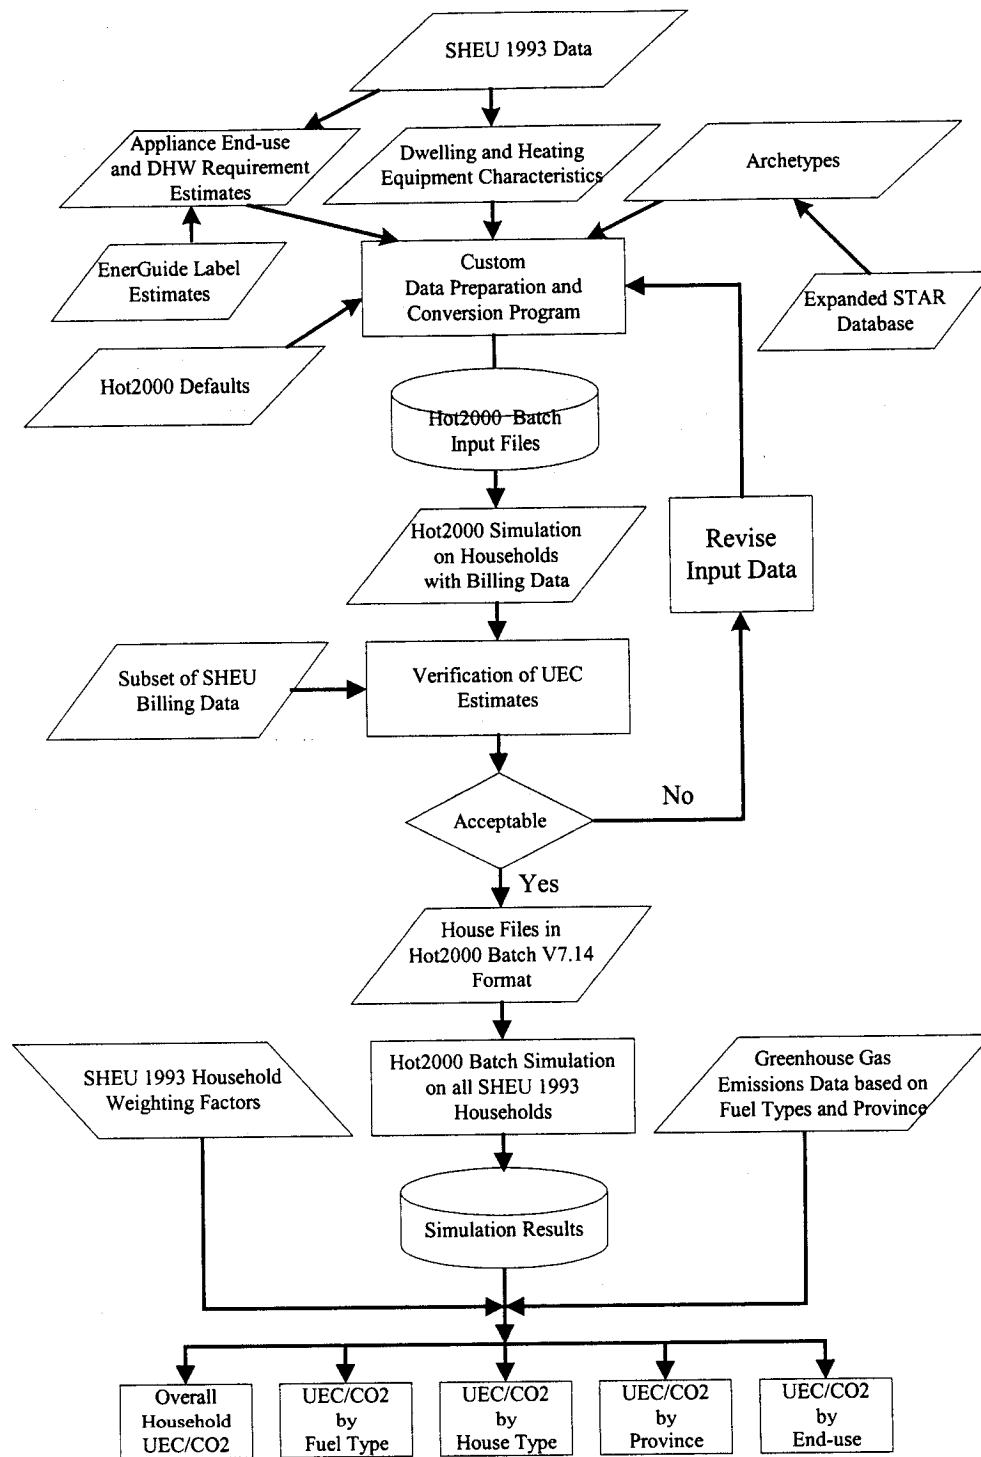 SHEU 1993 Data
Appliance End-use
and DHW Requirement
Estimates
Dwelling and Heating
Equipment Characteristics
Archetypes
EnerGuide Label
Estimates
Custom
Data Preparation and
Conversion Program
Expanded STAR
Database
Hot2000 Defaults
Hot2000 Batch
Input Files
Hot2000 Simulation
on Households
with Billing Data
Revise
Input Data
Subset of SHEU
Billing Data
Verification of UEC
Estimates
Acceptable
No
Yes
House Files in
Hot2000 Batch V7.14
Format
SHEU 1993 Household
Weighting Factors
Hot2000 Batch Simulation
on all SHEU 1993
Households
Greenhouse Gas
Emissions Data based on
Fuel Types and Province
Simulation Results
Overall
Household
UEC/CO2
UEC/CO2
by
Fuel Type
UEC/CO2
by
House Type
UEC/CO2
by
Province
UEC/CO2
by
End-use